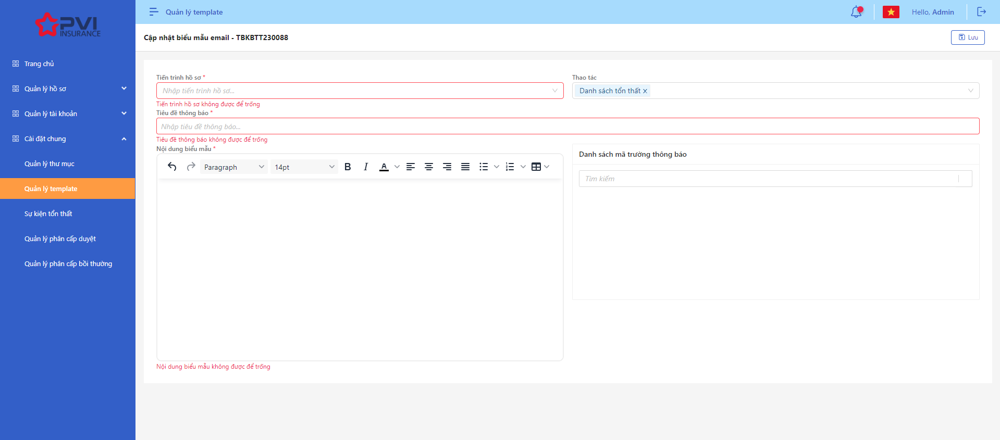 PVI
INSURANCE
Quản lý template
Hello, Admin
Cập nhật biểu mẫu email - TBKBTT230088
Lưu
Trang chủ
Quản lý hồ sơ
Quản lý tài khoản
Cài đặt chung
Quản lý thư mục
Quản lý template
Sự kiện tổn thất
Quản lý phân cấp duyệt
Quản lý phân cấp bồi thường
Tiến trình hồ sơ *
Nhập tiến trình hồ sơ...
Tiến trình hồ sơ không được để trống
Thao tác
Danh sách tổn thất x
Tiêu đề thông báo *
Nhập tiêu đề thông báo...
Tiêu đề thông báo không được để trống
Nội dung biểu mẫu *
Paragraph
14pt
B
I
A
Nội dung biểu mẫu không được để trống
Danh sách mã trường thông báo
Tìm kiếm